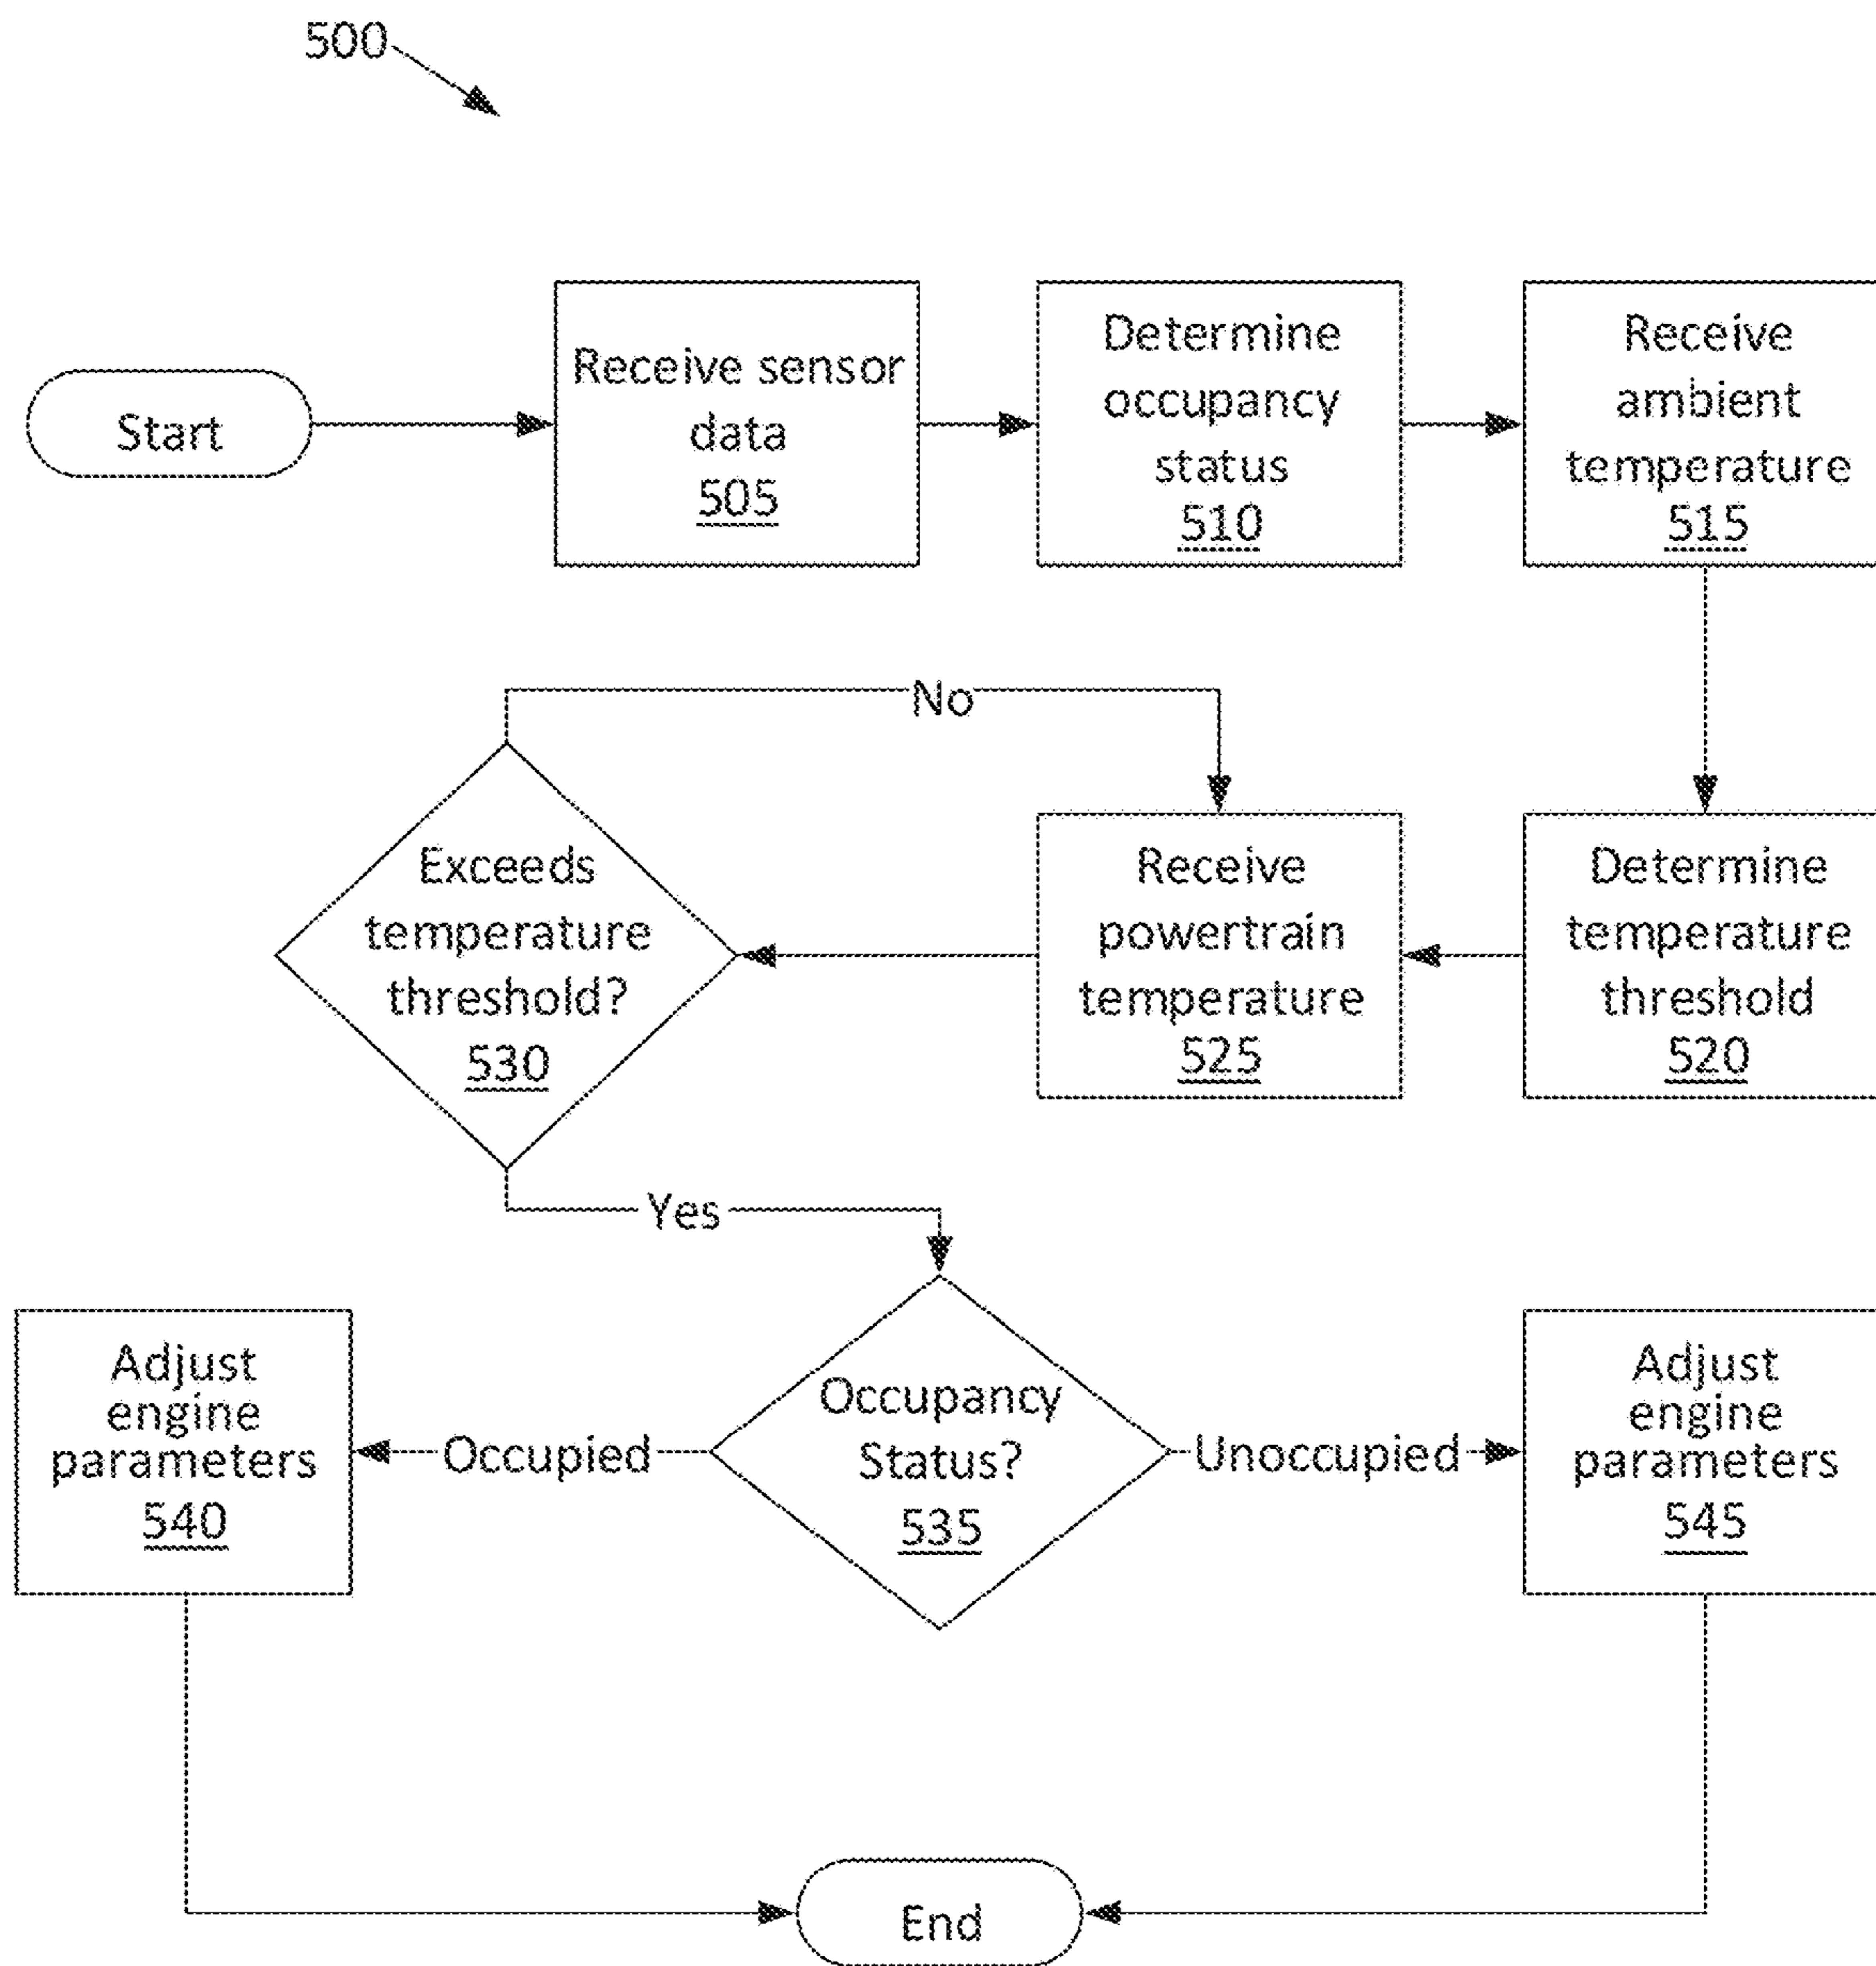 500
Start
Receive sensor
data
505
Determine
occupancy
status
510
Receive
ambient
temperature
515
No
Exceeds
temperature
threshold?
530
Receive
powertrain
temperature
525
Determine
temperature
threshold
520
Yes
Adjust
engine
parameters
540
Occupied
Occupancy
Status?
535
Unoccupied
Adjust
engine
parameters
545
End